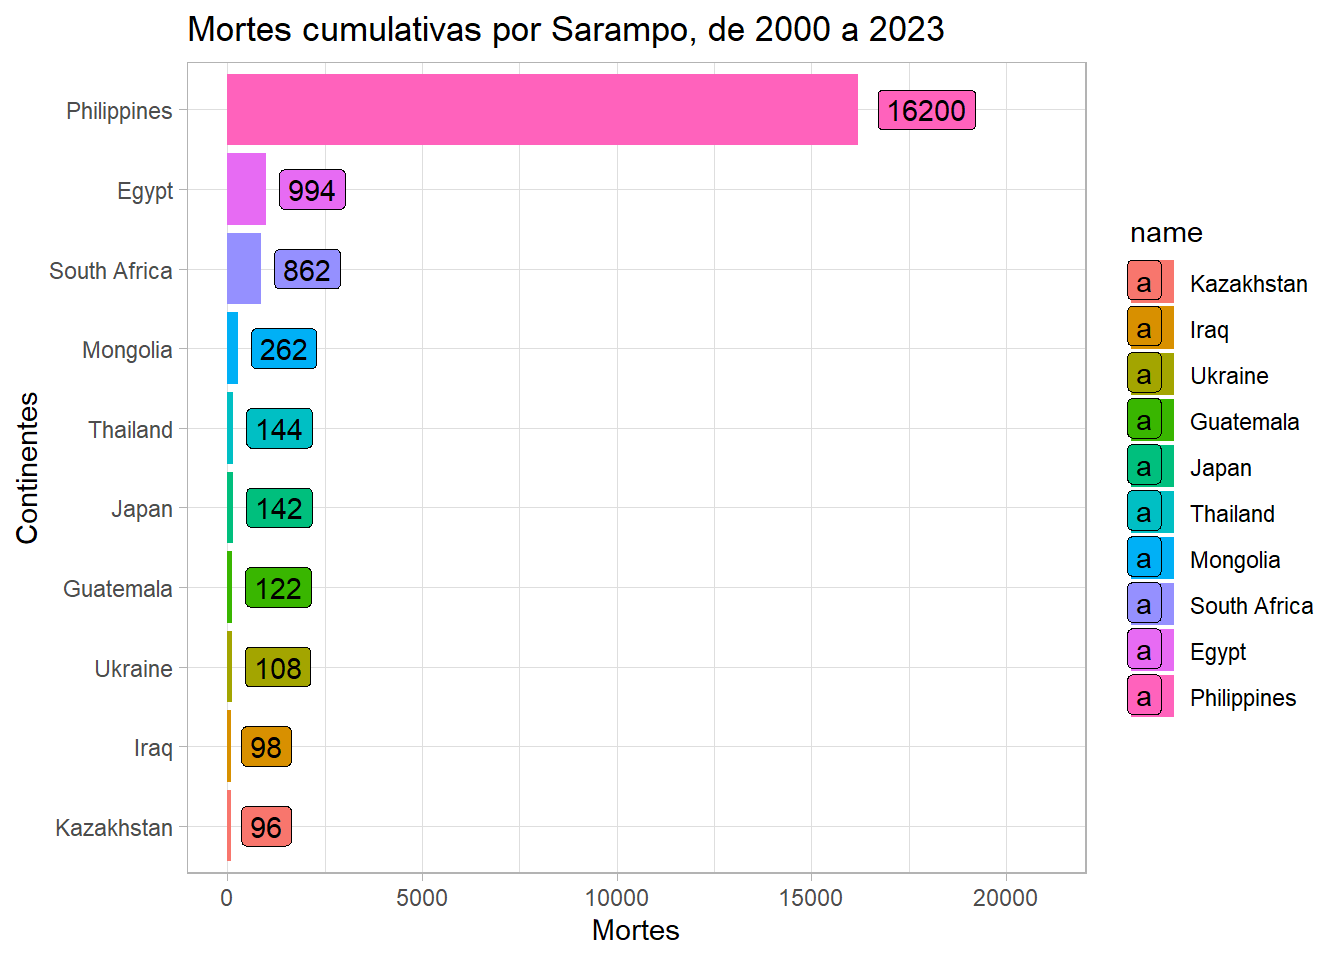 Mortes cumulativas por Sarampo, de 2000 a 2023
Continentes
Philippines 16200
Egypt 994
South Africa 862
Mongolia 262
Thailand 144
Japan 142
Guatemala 122
Ukraine 108
Iraq 98
Kazakhstan 96
0 5000 10000 15000 20000
Mortes
name
a Kazakhstan
a Iraq
a Ukraine
a Guatemala
a Japan
a Thailand
a Mongolia
a South Africa
a Egypt
a Philippines